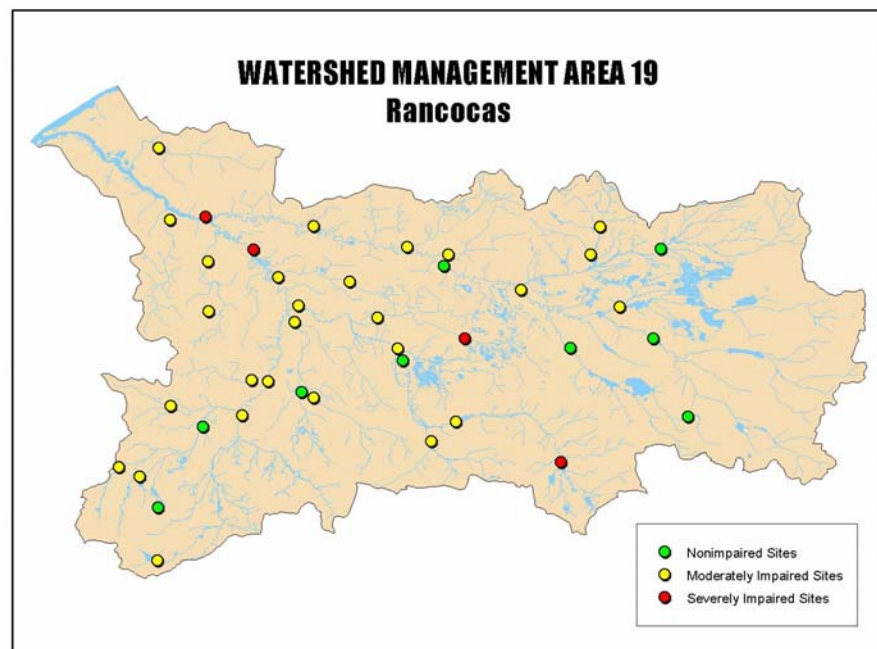 WATERSHED MANAGEMENT AREA 19
Rancocas
Nonimpaired Sites
Moderately Impaired Sites
Severely Impaired Sites